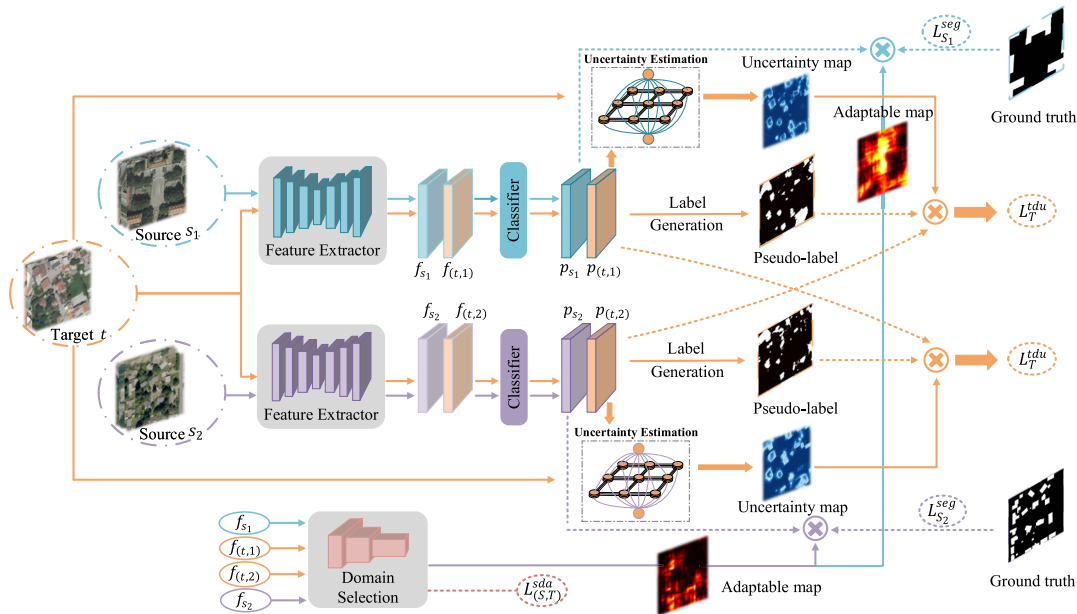 L_{S_1}^{seg}
Uncertainty Estimation
Uncertainty map
Adaptable map
Ground truth
Source s_1
Feature Extractor
Classifier
Label
Generation
Pseudo-label
L_T^{tdu}
f_{s_1}
f_{(t,1)}
p_{s_1}
p_{(t,1)}
Target t
f_{s_2}
f_{(t,2)}
p_{s_2}
p_{(t,2)}
Feature Extractor
Classifier
Label
Generation
Pseudo-label
L_T^{tdu}
Source s_2
Uncertainty Estimation
Uncertainty map
L_{S_2}^{seg}
Ground truth
f_{s_1}
f_{(t,1)}
f_{(t,2)}
f_{s_2}
Domain
Selection
L_{(S,T)}^{sda}
Adaptable map